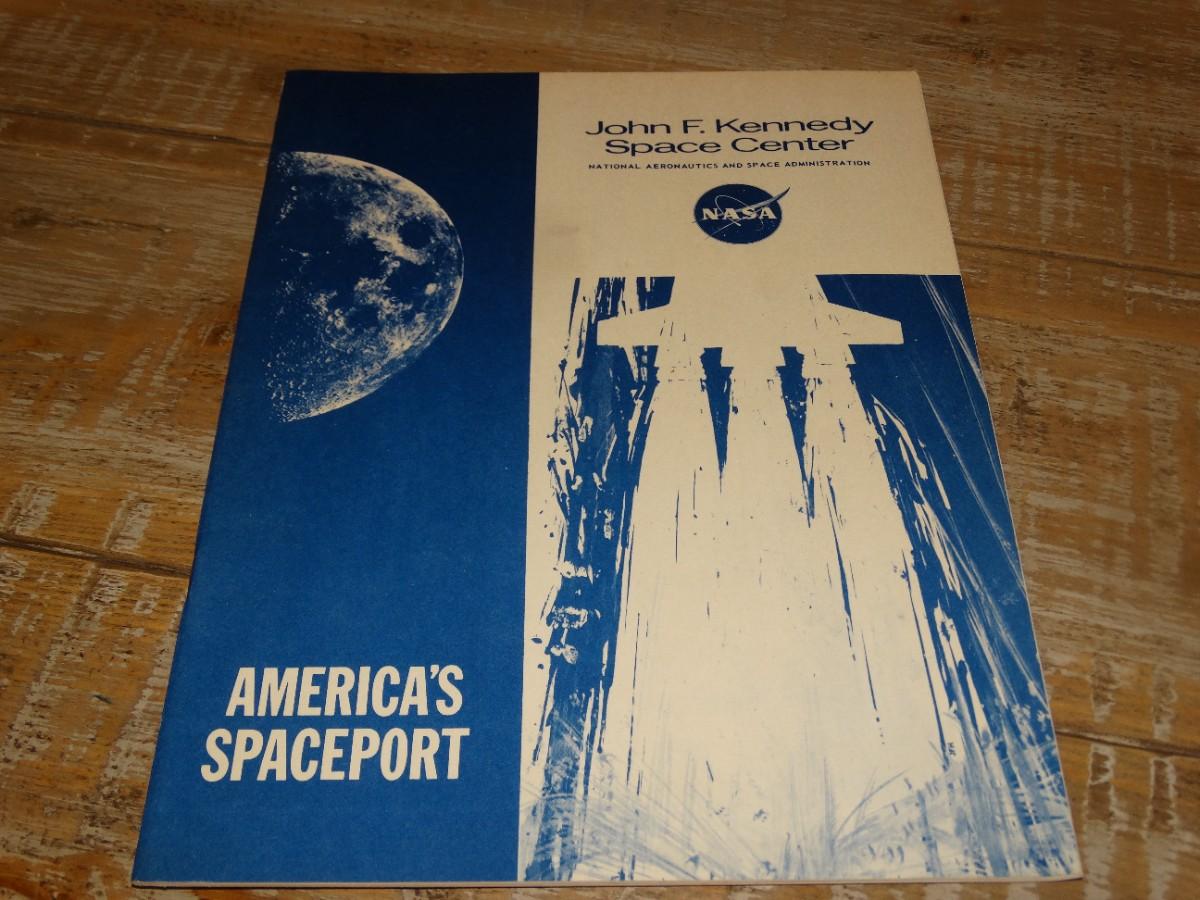 John F. Kennedy
Space Center
NATIONAL AERONAUTICS AND SPACE ADMINISTRATION
NASA
AMERICA'S
SPACEPORT